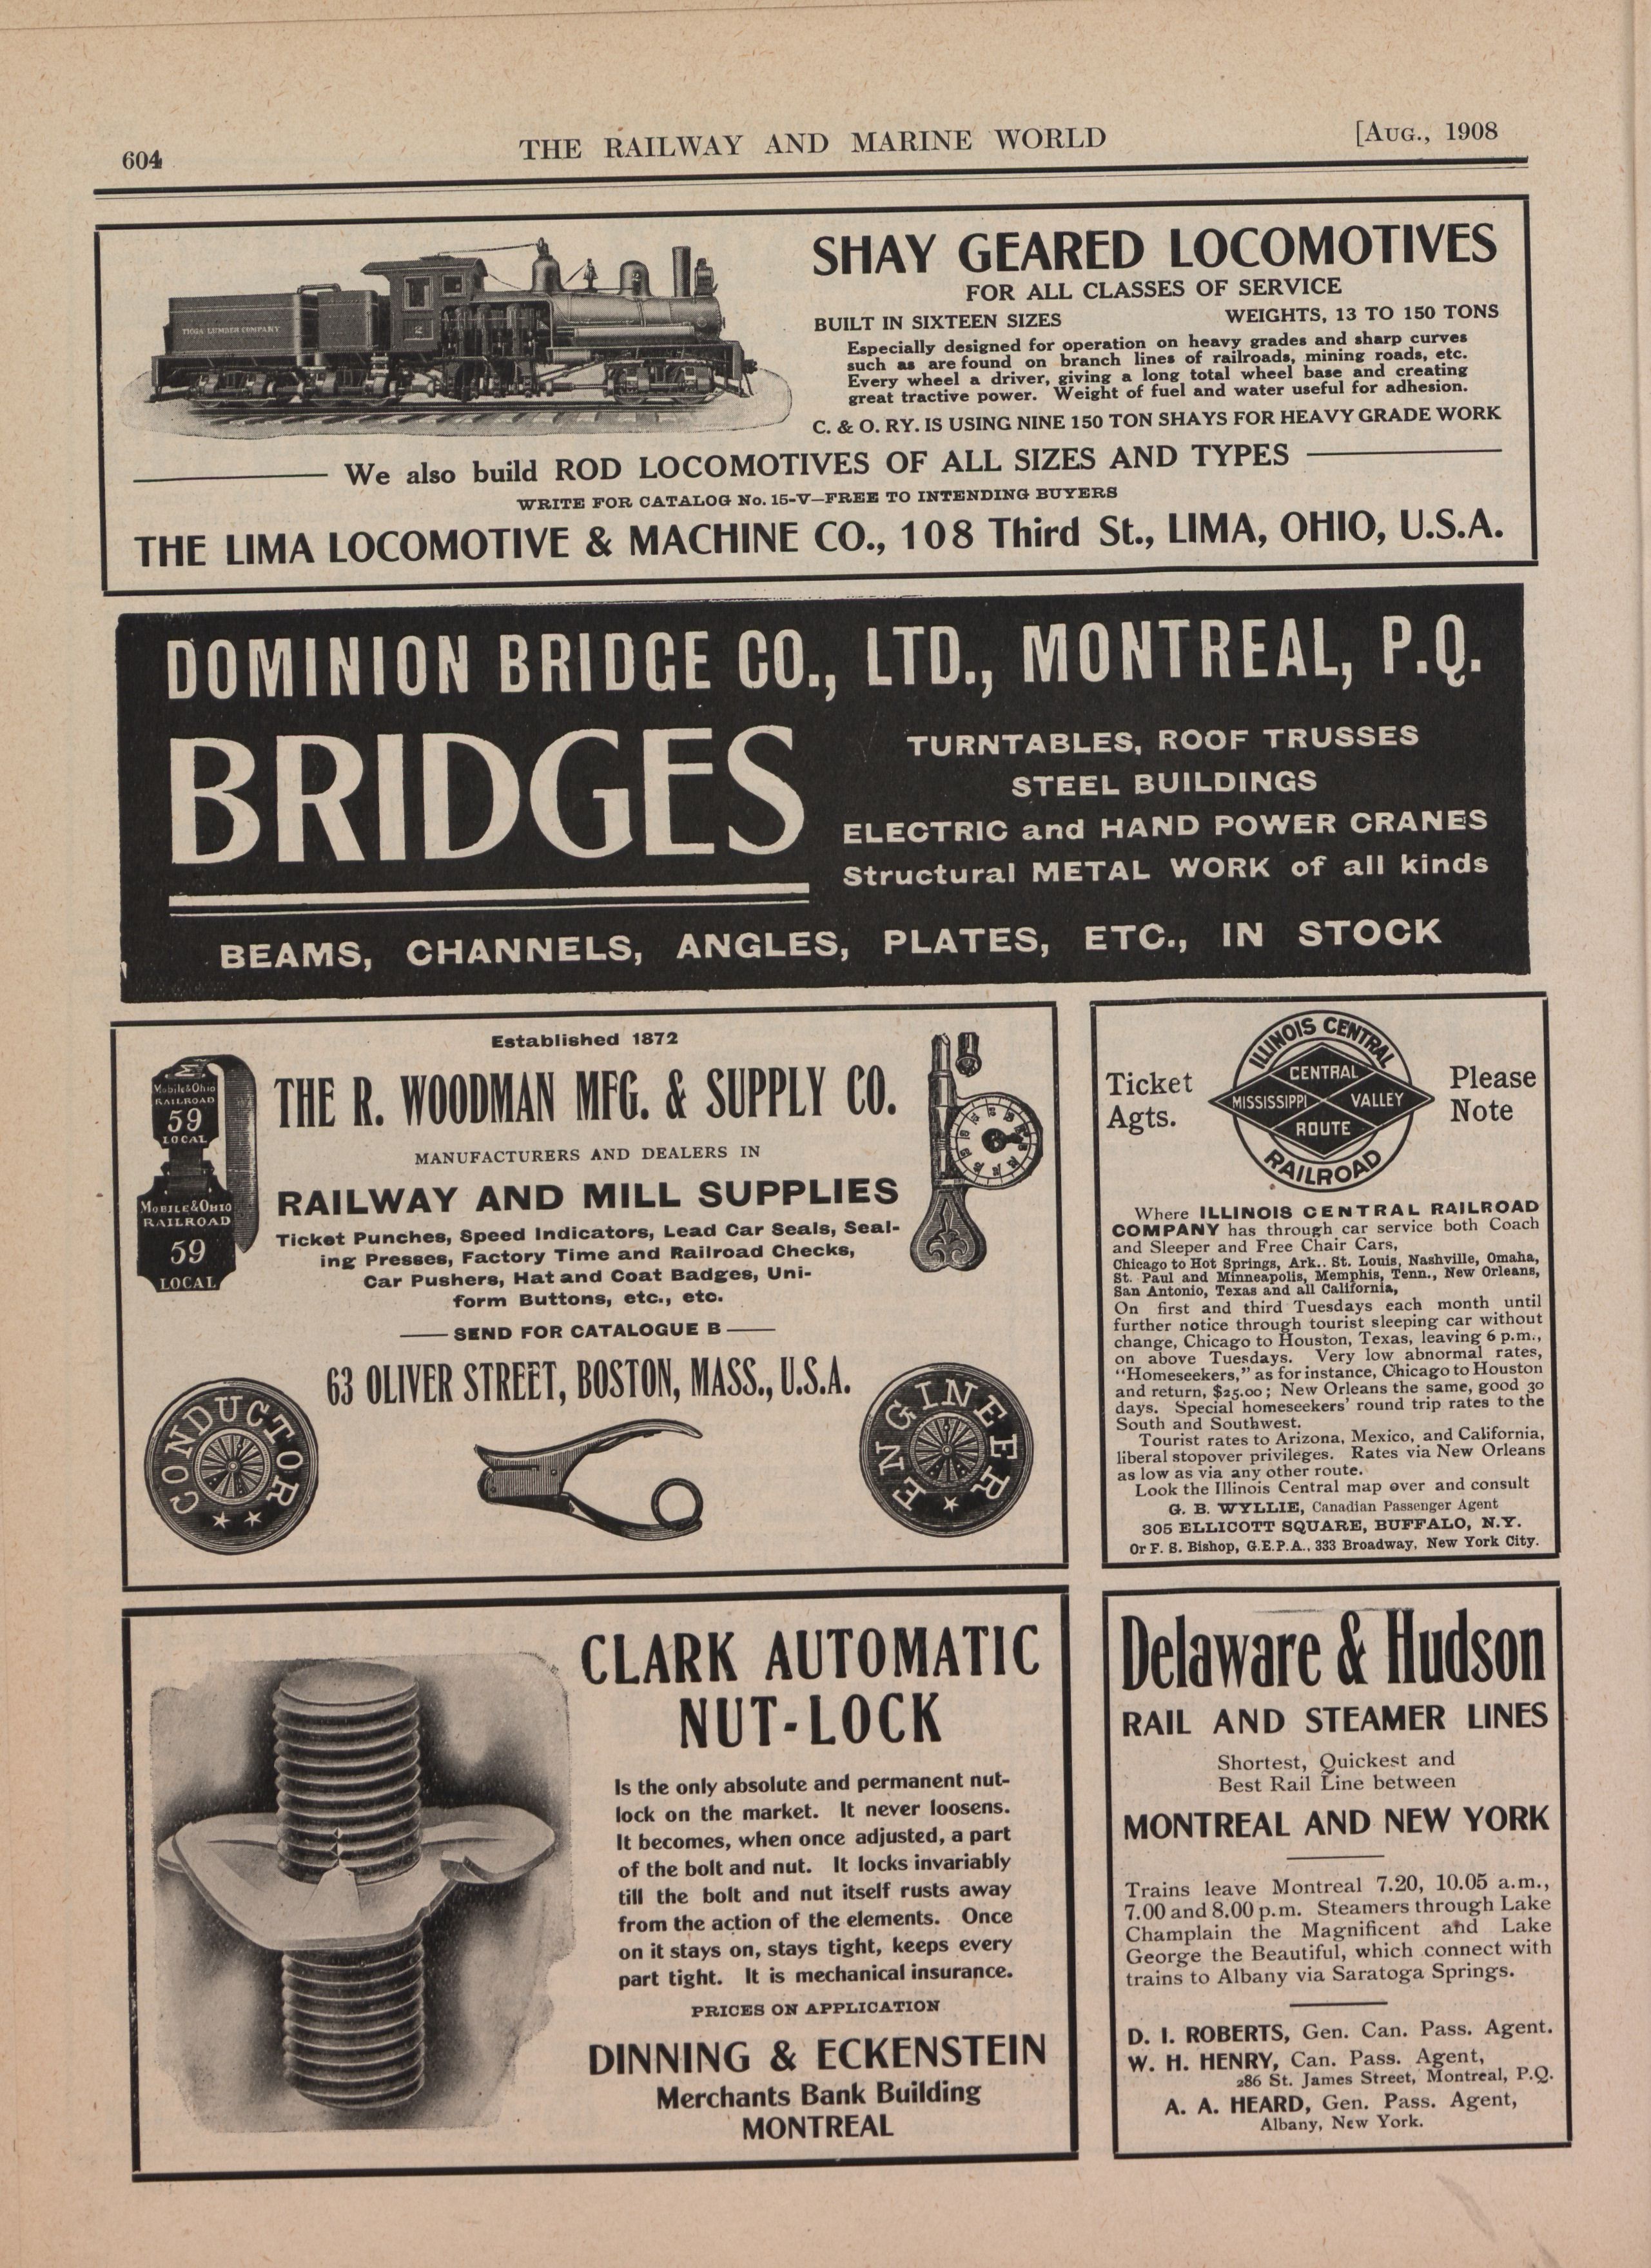 604
THE RAILWAY AND MARINE WORLD
[AUG., 1908
TIOGA LUMBER COMPANY
2
SHAY GEARED LOCOMOTIVES
FOR ALL CLASSES OF SERVICE
BUILT IN SIXTEEN SIZES
WEIGHTS, 13 TO 150 TONS
Especially designed for operation on heavy grades and sharp curves
such as are found on branch lines of railroads, mining roads, etc.
Every wheel a driver, giving a long total wheel base and creating
great tractive power. Weight of fuel and water useful for adhesion.
C. & O. RY. IS USING NINE 150 TON SHAYS FOR HEAVY GRADE WORK
We also build ROD LOCOMOTIVES OF ALL SIZES AND TYPES
WRITE FOR CATALOG No. 15-V—FREE TO INTENDING BUYERS
THE LIMA LOCOMOTIVE & MACHINE CO., 108 Third St., LIMA, OHIO, U.S.A.
DOMINION BRIDGE CO., LTD., MONTREAL, P.Q.
BRIDGES
TURNTABLES, ROOF TRUSSES
STEEL BUILDINGS
ELECTRIC and HAND POWER CRANES
Structural METAL WORK of all kinds
BEAMS, CHANNELS, ANGLES, PLATES, ETC., IN STOCK
Established 1872
THE R. WOODMAN MFG. & SUPPLY CO.
MANUFACTURERS AND DEALERS IN
RAILWAY AND MILL SUPPLIES
Ticket Punches, Speed Indicators, Lead Car Seals, Seal-
ing Presses, Factory Time and Railroad Checks,
Car Pushers, Hat and Coat Badges, Uni-
form Buttons, etc., etc.
SEND FOR CATALOGUE B
63 OLIVER STREET, BOSTON, MASS., U.S.A.
Mobile & Ohio
RAILROAD
59
LOCAL
MOBILE & OHIO
RAILROAD
59
LOCAL
CONDUCTOR
ENGINEER
Ticket
Agts.
ILLINOIS CENTRAL
CENTRAL
MISSISSIPPI VALLEY
ROUTE
RAILROAD
Please
Note
Where ILLINOIS CENTRAL RAILROAD
COMPANY has through car service both Coach
and Sleeper and Free Chair Cars,
Chicago to Hot Springs, Ark.. St. Louis, Nashville, Omaha,
St. Paul and Minneapolis, Memphis, Tenn., New Orleans,
San Antonio, Texas and all California,
On first and third Tuesdays each month until
further notice through tourist sleeping car without
change, Chicago to Houston, Texas, leaving 6 p.m.,
on above Tuesdays. Very low abnormal rates,
"Homeseekers," as for instance, Chicago to Houston
and return, $25.00; New Orleans the same, good 30
days. Special homeseekers' round trip rates to the
South and Southwest.
Tourist rates to Arizona, Mexico, and California,
liberal stopover privileges. Rates via New Orleans
as low as via any other route.
Look the Illinois Central map over and consult
G. B. WYLLIE, Canadian Passenger Agent
305 ELLICOTT SQUARE, BUFFALO, N.Y.
Or F. S. Bishop, G.E.P.A., 333 Broadway, New York City.
CLARK AUTOMATIC
NUT-LOCK
Is the only absolute and permanent nut-
lock on the market. It never loosens.
It becomes, when once adjusted, a part
of the bolt and nut. It locks invariably
till the bolt and nut itself rusts away
from the action of the elements. Once
on it stays on, stays tight, keeps every
part tight. It is mechanical insurance.
PRICES ON APPLICATION
DINNING & ECKENSTEIN
Merchants Bank Building
MONTREAL
Delaware & Hudson
RAIL AND STEAMER LINES
Shortest, Quickest and
Best Rail Line between
MONTREAL AND NEW YORK
Trains leave Montreal 7.20, 10.05 a.m.,
7.00 and 8.00 p.m. Steamers through Lake
Champlain the Magnificent and Lake
George the Beautiful, which connect with
trains to Albany via Saratoga Springs.
D. I. ROBERTS, Gen. Can. Pass. Agent.
W. H. HENRY, Can. Pass. Agent,
286 St. James Street, Montreal, P.Q.
A. A. HEARD, Gen. Pass. Agent,
Albany, New York.